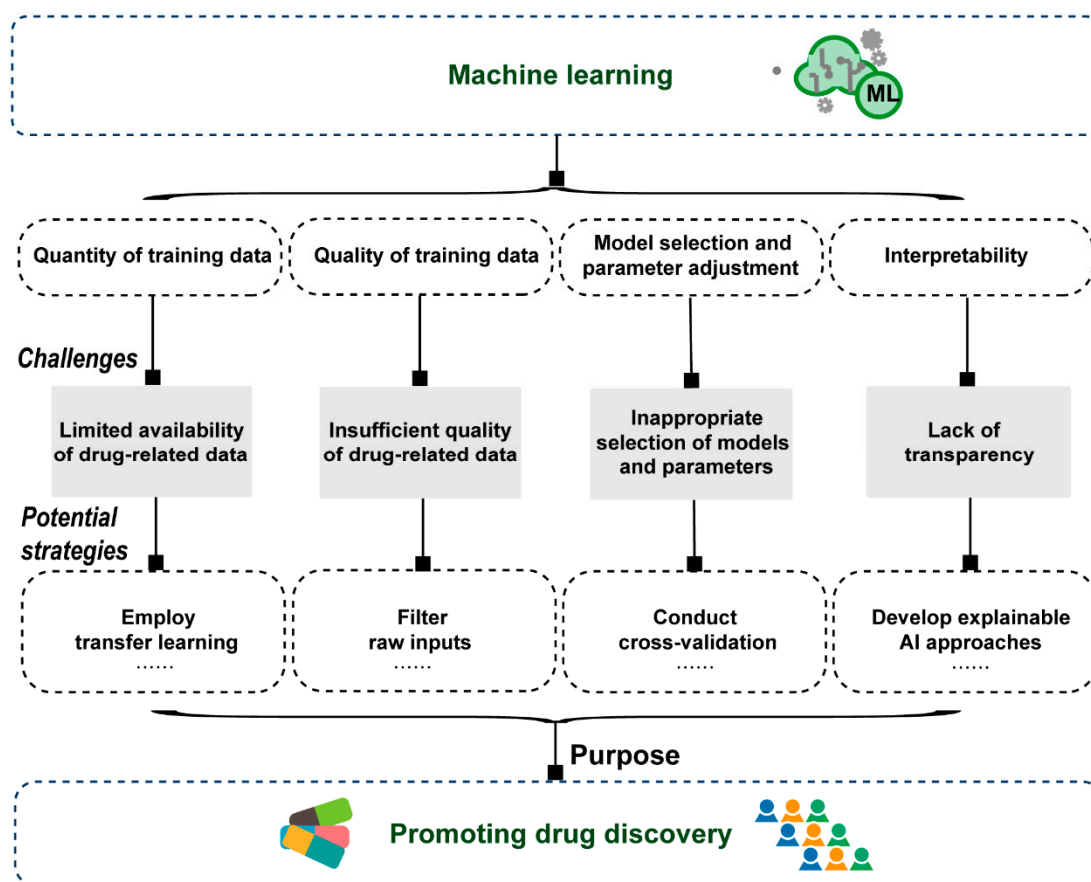 Machine learning
ML
Quantity of training data
Quality of training data
Model selection and
parameter adjustment
Interpretability
Challenges
Limited availability
of drug-related data
Insufficient quality
of drug-related data
Inappropriate
selection of models
and parameters
Lack of
transparency
Potential
strategies
Employ
transfer learning
......
Filter
raw inputs
......
Conduct
cross-validation
......
Develop explainable
AI approaches
......
Purpose
Promoting drug discovery